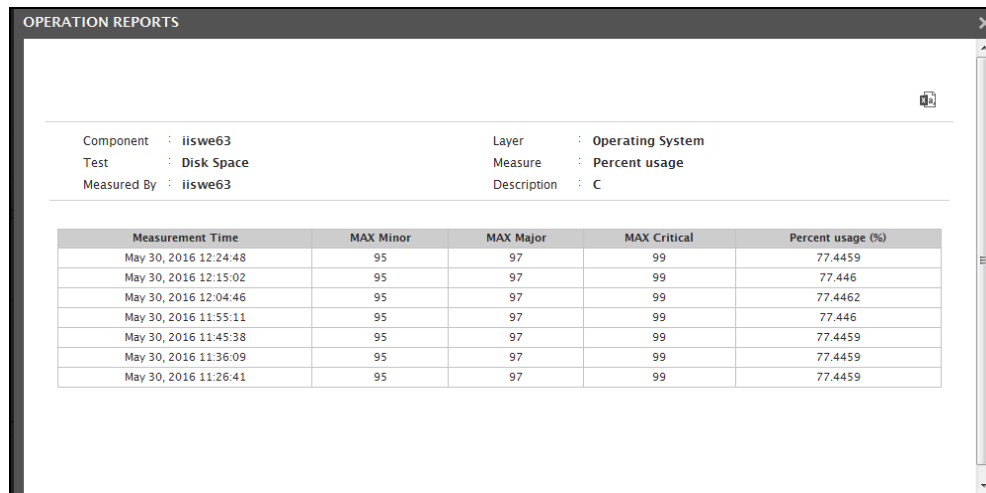 OPERATION REPORTS
Component : iiswe63 Layer : Operating System
Test : Disk Space Measure : Percent usage
Measured By : iiswe63 Description : C
Measurement Time MAX Minor MAX Major MAX Critical Percent usage (%)
May 30, 2016 12:24:48 95 97 99 77.4459
May 30, 2016 12:15:02 95 97 99 77.446
May 30, 2016 12:04:46 95 97 99 77.4462
May 30, 2016 11:55:11 95 97 99 77.446
May 30, 2016 11:45:38 95 97 99 77.4459
May 30, 2016 11:36:09 95 97 99 77.4459
May 30, 2016 11:26:41 95 97 99 77.4459